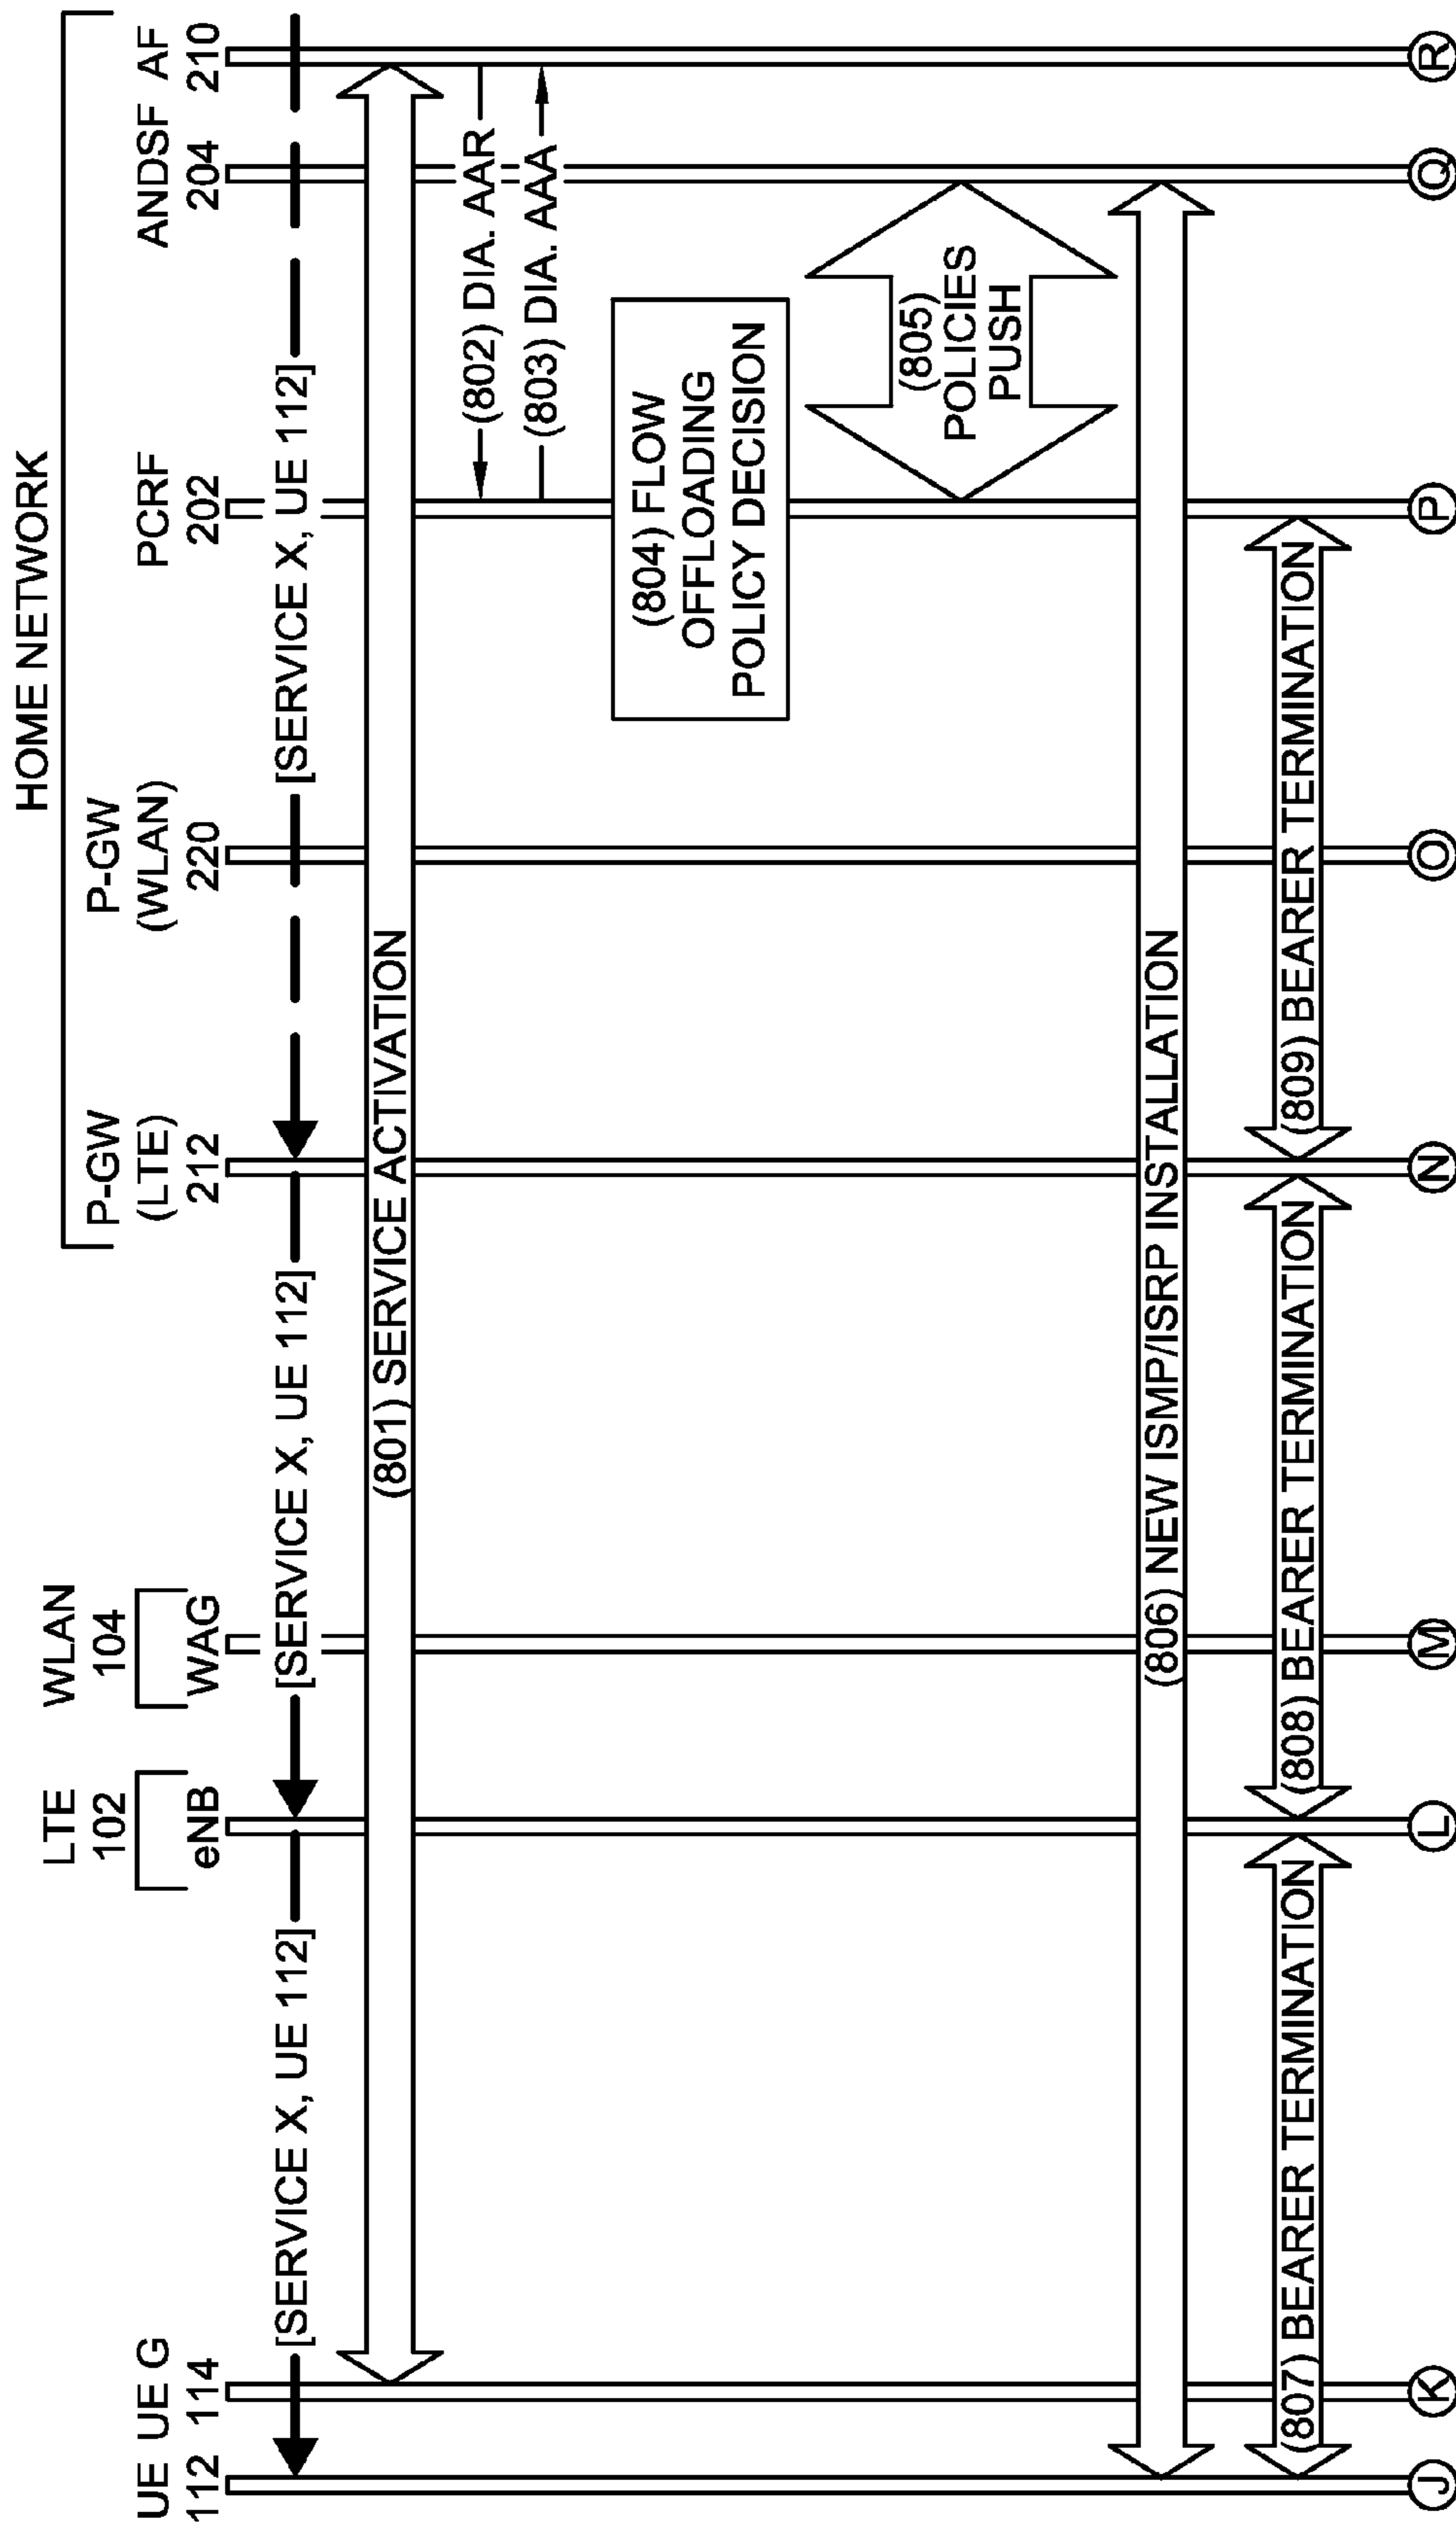 HOME NETWORK
LTE
102
WLAN
104
P-GW
(LTE)
212
P-GW
(WLAN)
220
PCRF
202
ANDSF
204
AF
210
UE
112
UE G
114
eNB
WAG
[SERVICE X, UE 112]
[SERVICE X, UE 112]
[SERVICE X, UE 112]
(801) SERVICE ACTIVATION
(802) DIA. AAR
(803) DIA. AAA
(804) FLOW
OFFLOADING
POLICY DECISION
(805)
POLICIES
PUSH
(806) NEW ISMP/ISRP INSTALLATION
(807) BEARER TERMINATION
(808) BEARER TERMINATION
(809) BEARER TERMINATION
J
K
L
M
N
O
P
Q
R